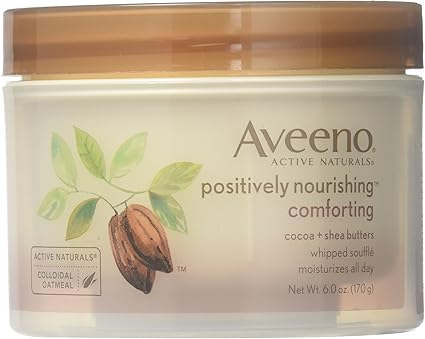 Aveeno®
ACTIVE NATURALS®
positively nourishing™
comforting
cocoa + shea butters
whipped soufflé
moisturizes all day
Net Wt. 6.0 oz. (170 g)
ACTIVE NATURALS®
COLLOIDAL
OATMEAL
TM